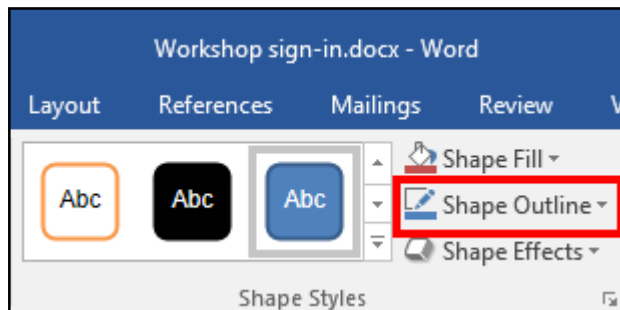 Workshop sign-in.docx - Word
Layout References Mailings Review
Abc Abc Abc
Shape Fill
Shape Outline
Shape Effects
Shape Styles